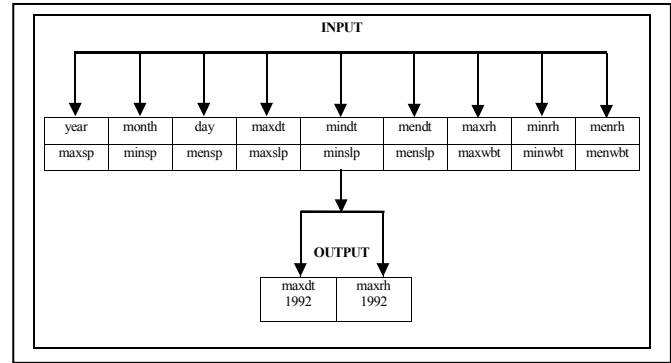 INPUT
year month day maxdt mindt mendt maxrh minrh menrh
maxsp minsp mensp maxslp minslp menslp maxwbt minwbt menwbt
OUTPUT
maxdt maxrh
1992 1992